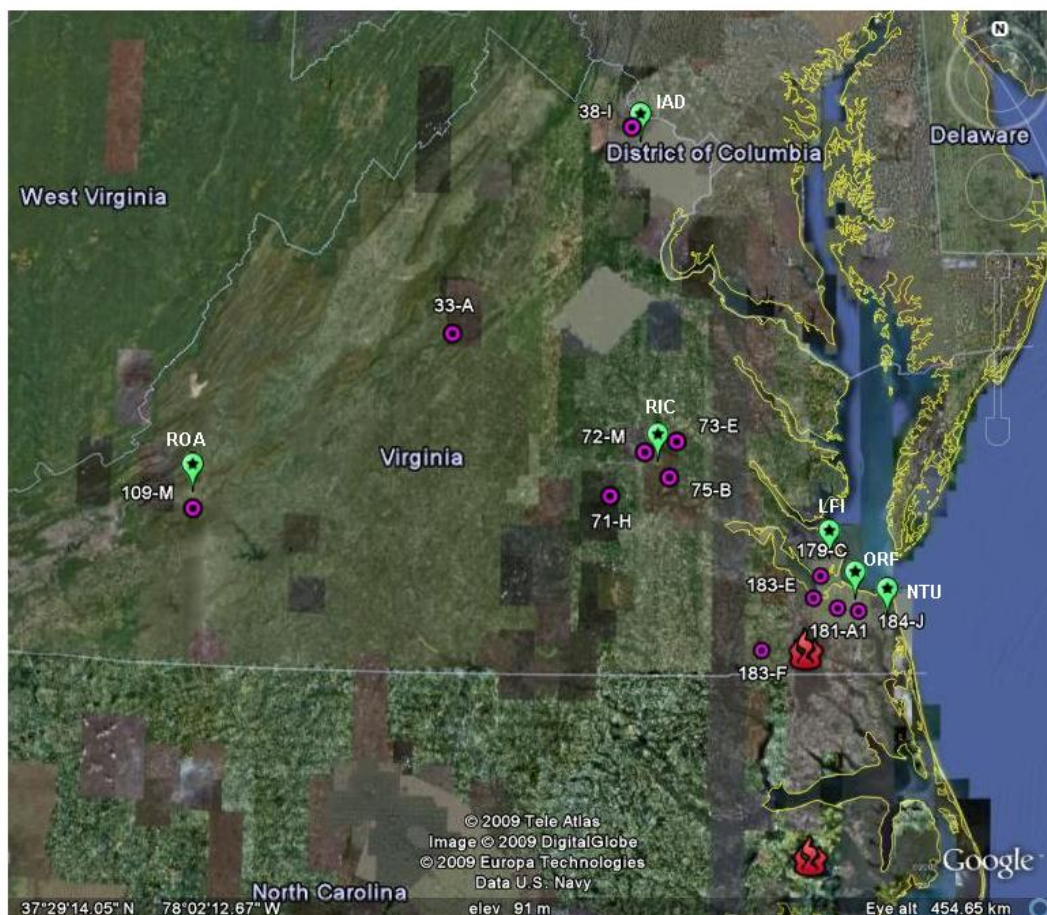 N
IAD
38-I
Delaware
District of Columbia
West Virginia
33-A
RIC
73-E
72-M
ROA
Virginia
109-M
75-B
71-H
LFI
179-C
ORF
183-E
NTU
184-J
181-A1
183-F
© 2009 Tele Atlas
Image © 2009 DigitalGlobe
© 2009 Europa Technologies
Data U.S. Navy
Google™
North Carolina
37°29'14.05" N 78°02'12.67" W elev 91 m Eye alt 454.65 km